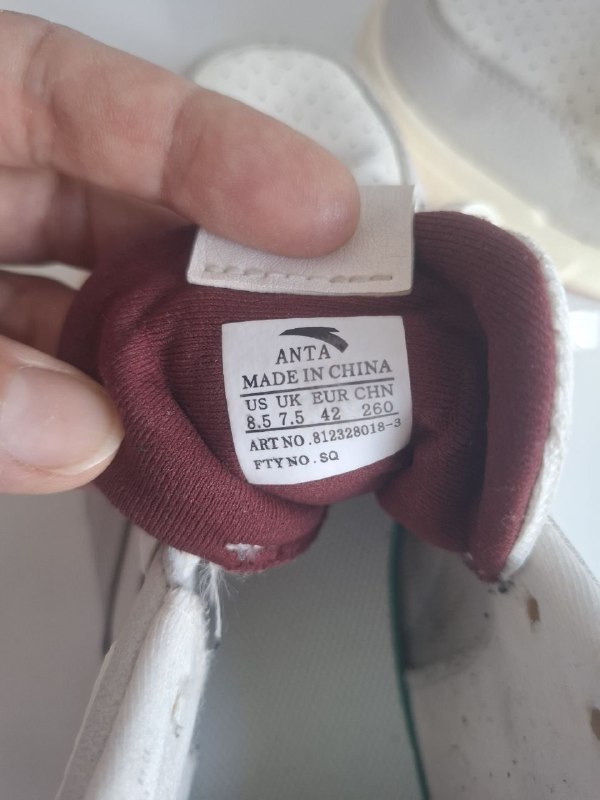 ANTA
MADE IN CHINA
US UK EUR CHN
8.5 7.5 42 260
ART NO.812328018-3
FTY NO.SQ